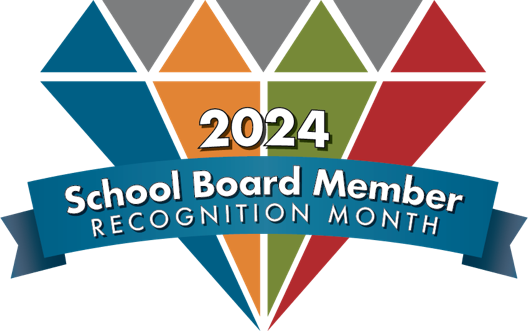 2024
School Board Member
RECOGNITION MONTH